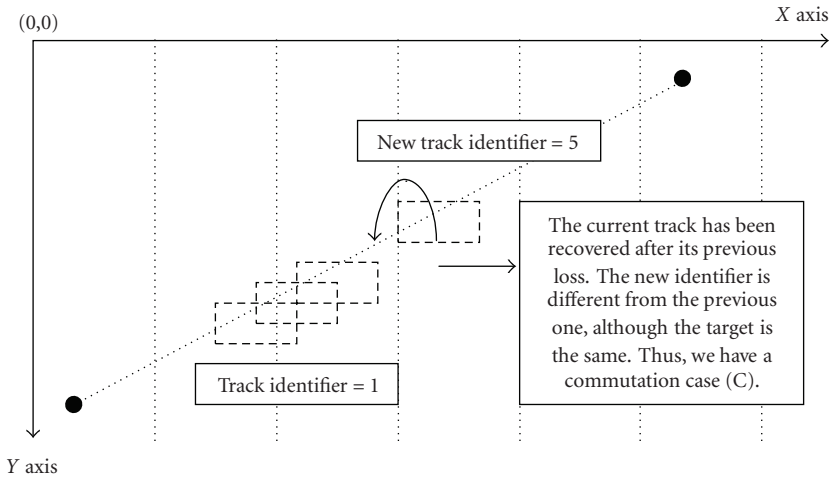 (0,0)
X axis
New track identifier = 5
The current track has been
recovered after its previous
loss. The new identifier is
different from the previous
one, although the target is
the same. Thus, we have a
commutation case (C).
Track identifier = 1
Y axis